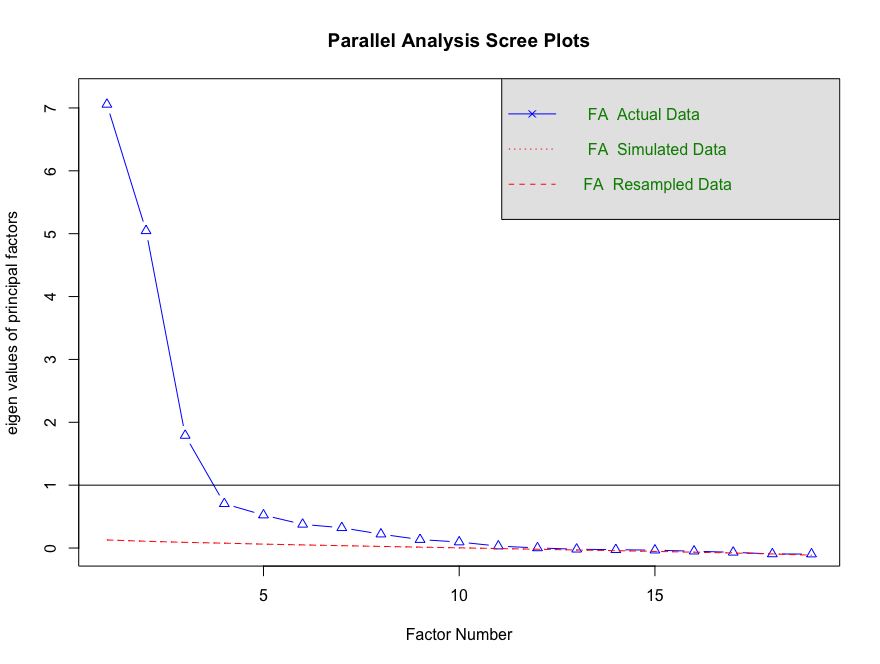 Parallel Analysis Scree Plots
FA  Actual Data
FA  Simulated Data
FA  Resampled Data
eigen values of principal factors
7
6
5
4
3
2
1
0
5
10
15
Factor Number